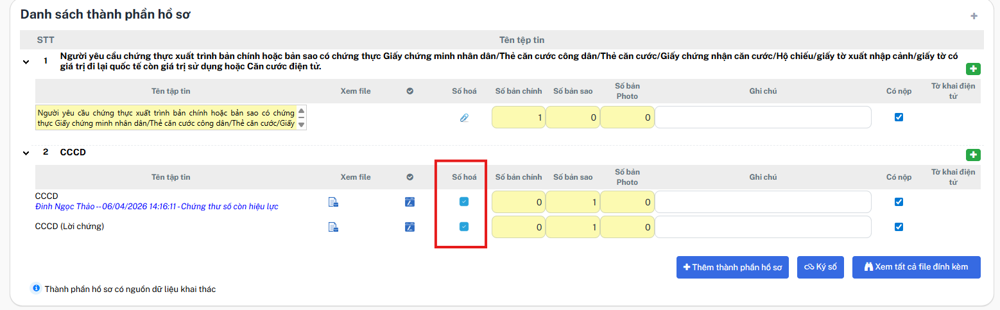 Danh sách thành phần hồ sơ
STT Tên tệp tin
1 Người yêu cầu chứng thực xuất trình bản chính hoặc bản sao có chứng thực Giấy chứng minh nhân dân/Thẻ căn cước công dân/Thẻ căn cước/Giấy chứng nhận căn cước/Hộ chiếu/giấy tờ xuất nhập cảnh/giấy tờ có
giá trị đi lại quốc tế còn giá trị sử dụng hoặc Căn cước điện tử.
Tên tập tin Xem file Số hoá Số bản chính Số bản sao Số bản Ghi chú Có nộp Tờ khai điện
Photo tử
Người yêu cầu chứng thực xuất trình bản chính hoặc bản sao có chứng
thực Giấy chứng minh nhân dân/Thẻ căn cước công dân/Thẻ căn cước/Giấy
1 0 0
2 CCCD
Tên tập tin Xem file Số hoá Số bản chính Số bản sao Số bản Ghi chú Có nộp Tờ khai điện
Photo tử
CCCD
Đinh Ngọc Thảo -- 06/04/2026 14:16:11 - Chứng thư số còn hiệu lực
0 1 0
CCCD (Lời chứng) 0 1 0
Thêm thành phần hồ sơ Ký số Xem tất cả file đính kèm
Thành phần hồ sơ có nguồn dữ liệu khai thác